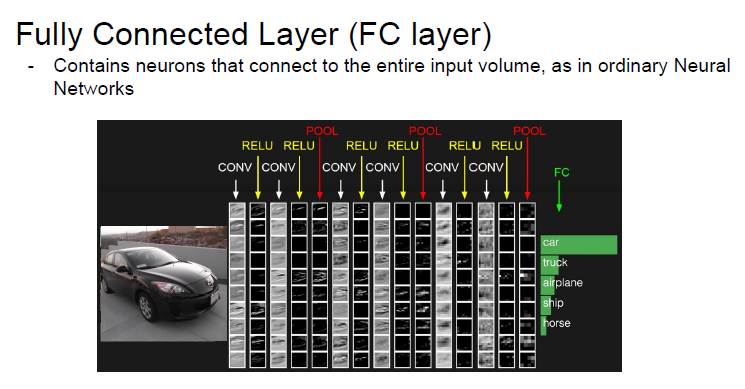 Fully Connected Layer (FC layer)
- Contains neurons that connect to the entire input volume, as in ordinary Neural
Networks
POOL POOL POOL
RELU RELU RELU RELU RELU RELU
CONV CONV CONV CONV CONV CONV FC
car
truck
airplane
ship
horse